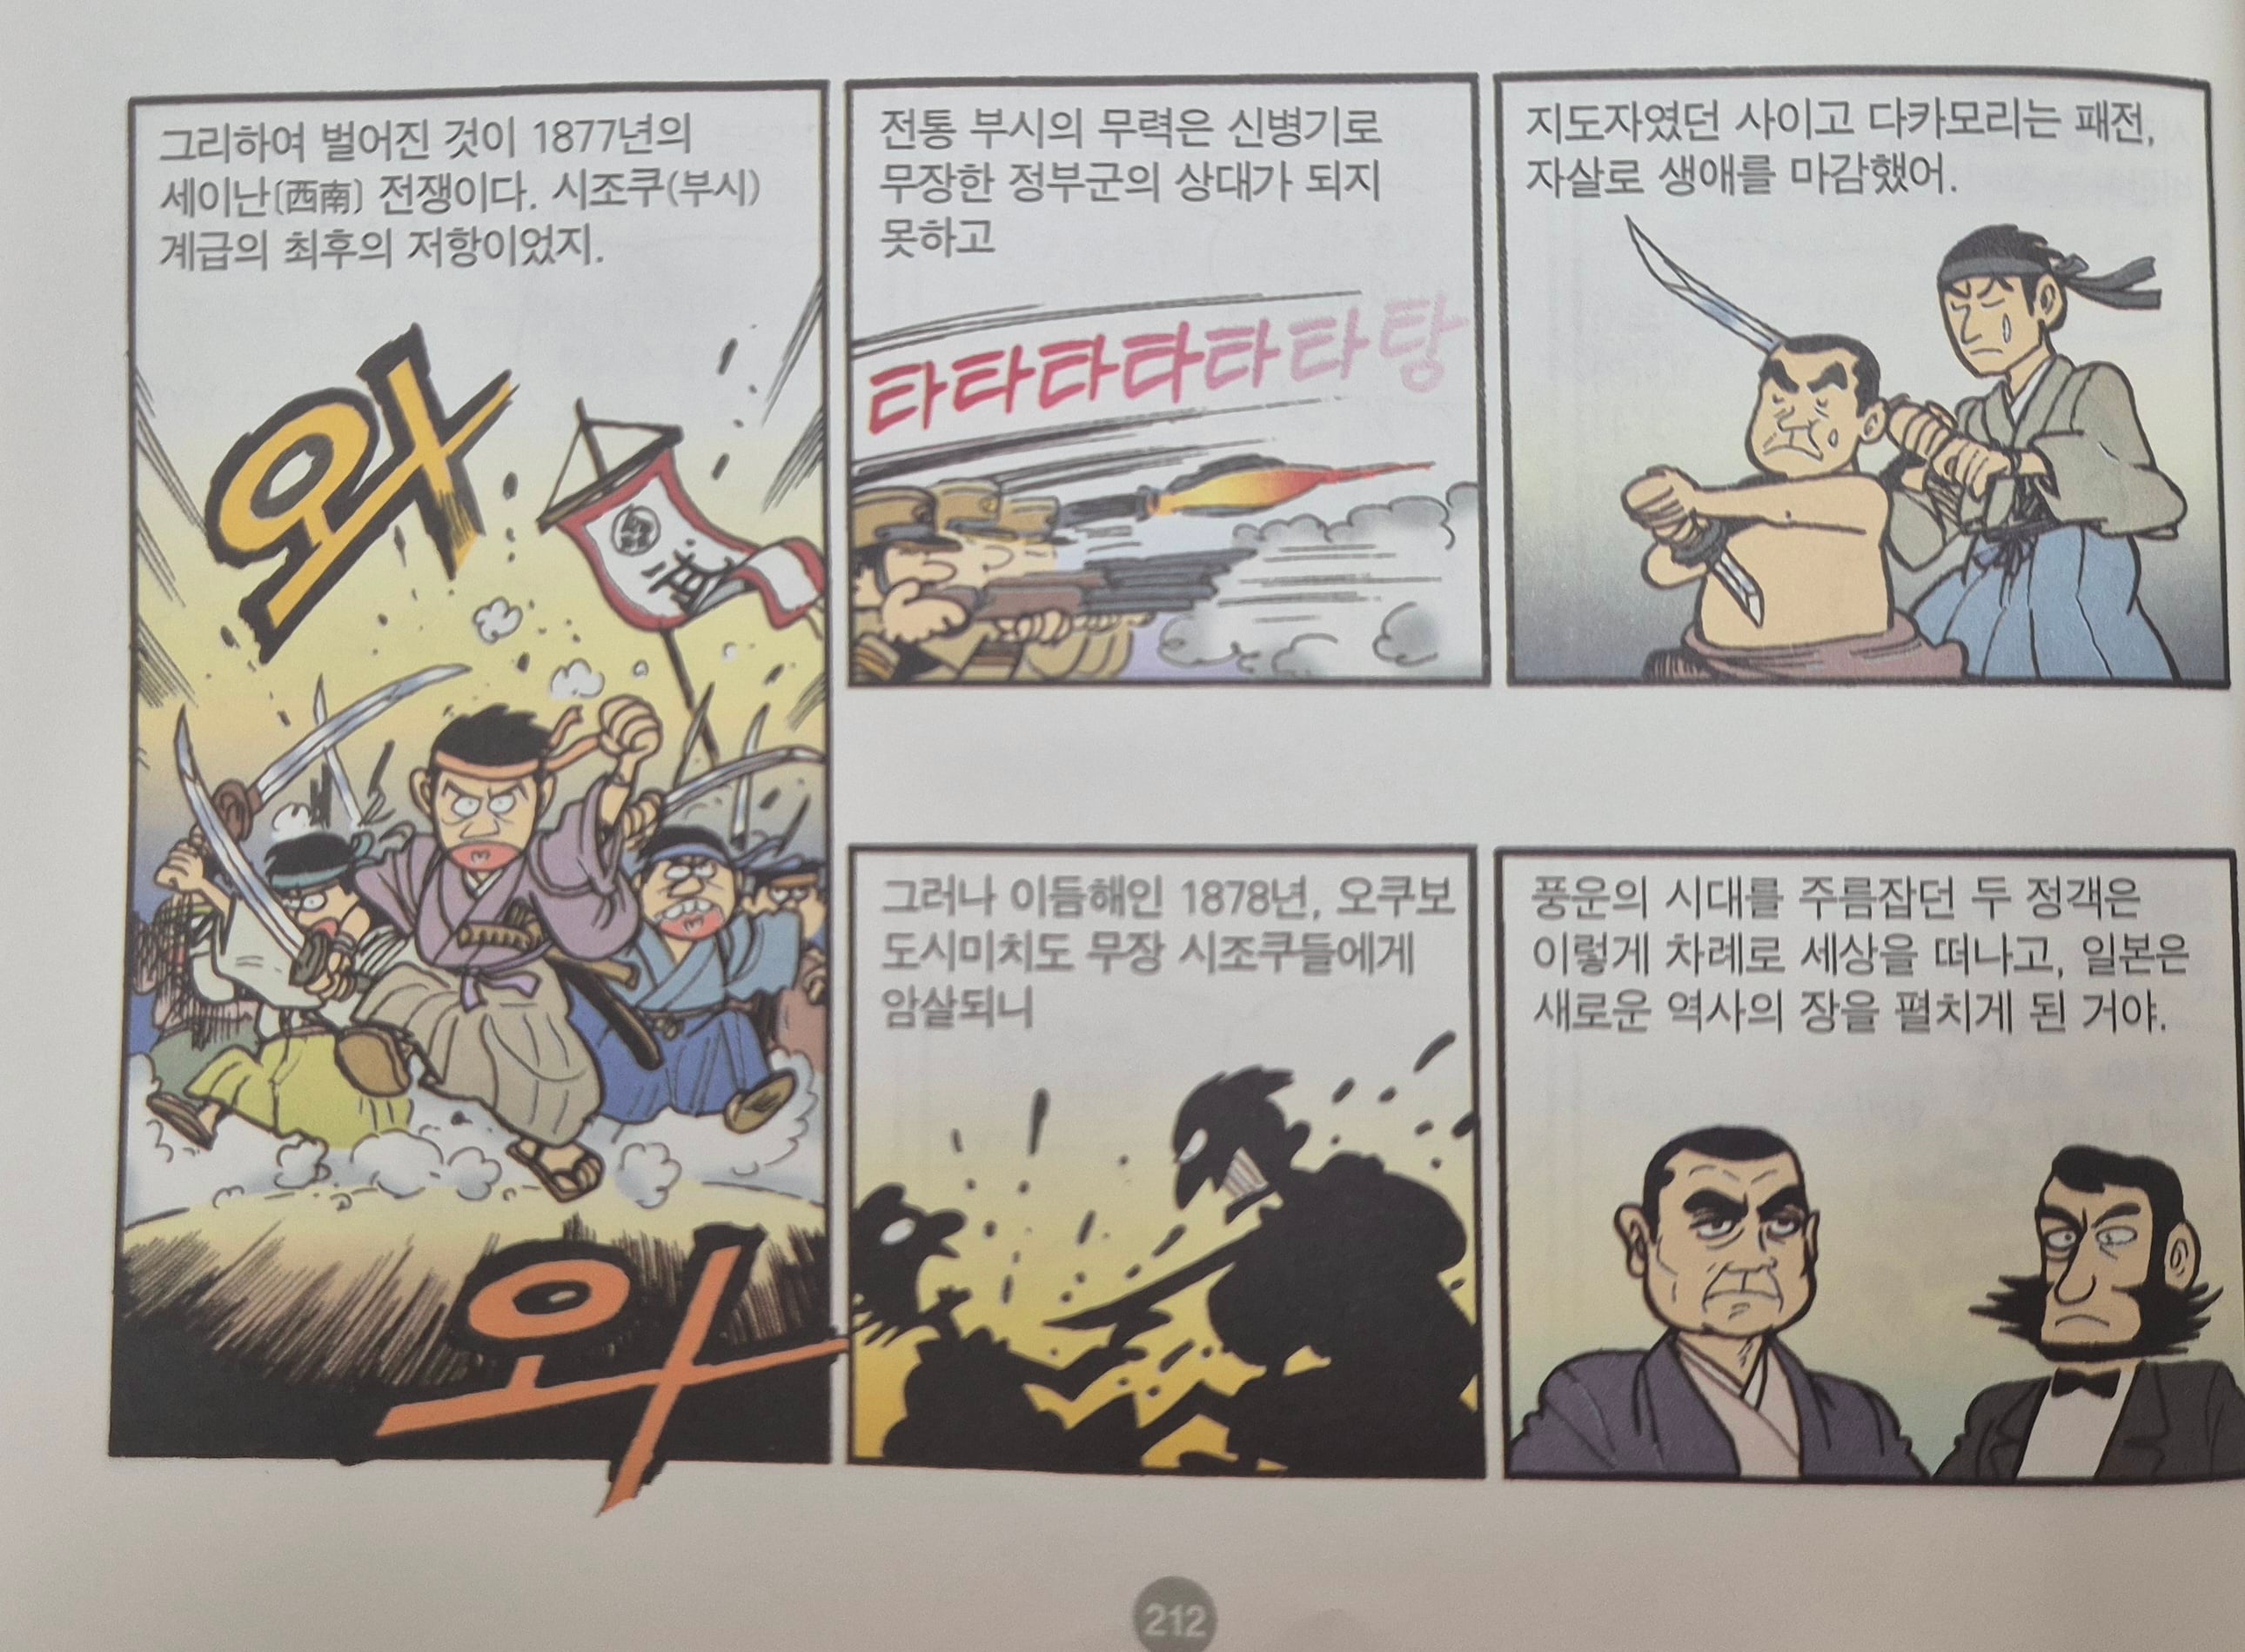 그리하여 벌어진 것이 1877년의
세이난〔西南〕 전쟁이다. 시조쿠(부시)
계급의 최후의 저항이었지.
와
와
전통 부시의 무력은 신병기로
무장한 정부군의 상대가 되지
못하고
타타타타타타탕
지도자였던 사이고 다카모리는 패전,
자살로 생애를 마감했어.
그러나 이듬해인 1878년, 오쿠보
도시미치도 무장 시조쿠들에게
암살되니
풍운의 시대를 주름잡던 두 정객은
이렇게 차례로 세상을 떠나고, 일본은
새로운 역사의 장을 펼치게 된 거야.
212